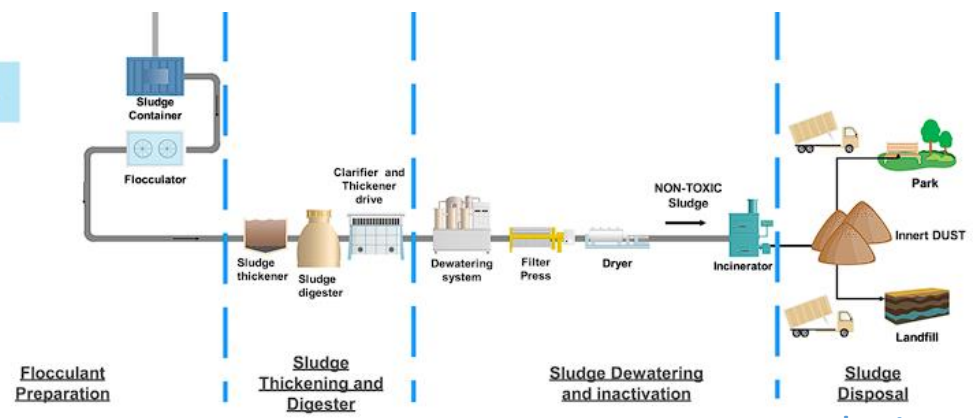 Sludge
Container
Flocculator
Clarifier and
Thickener
drive
NON-TOXIC
Sludge
Park
Innert DUST
Sludge
thickener
Sludge
digester
Dewatering
system
Filter
Press
Dryer
Incinerator
Landfill
Flocculant
Preparation
Sludge
Thickening and
Digester
Sludge Dewatering
and inactivation
Sludge
Disposal